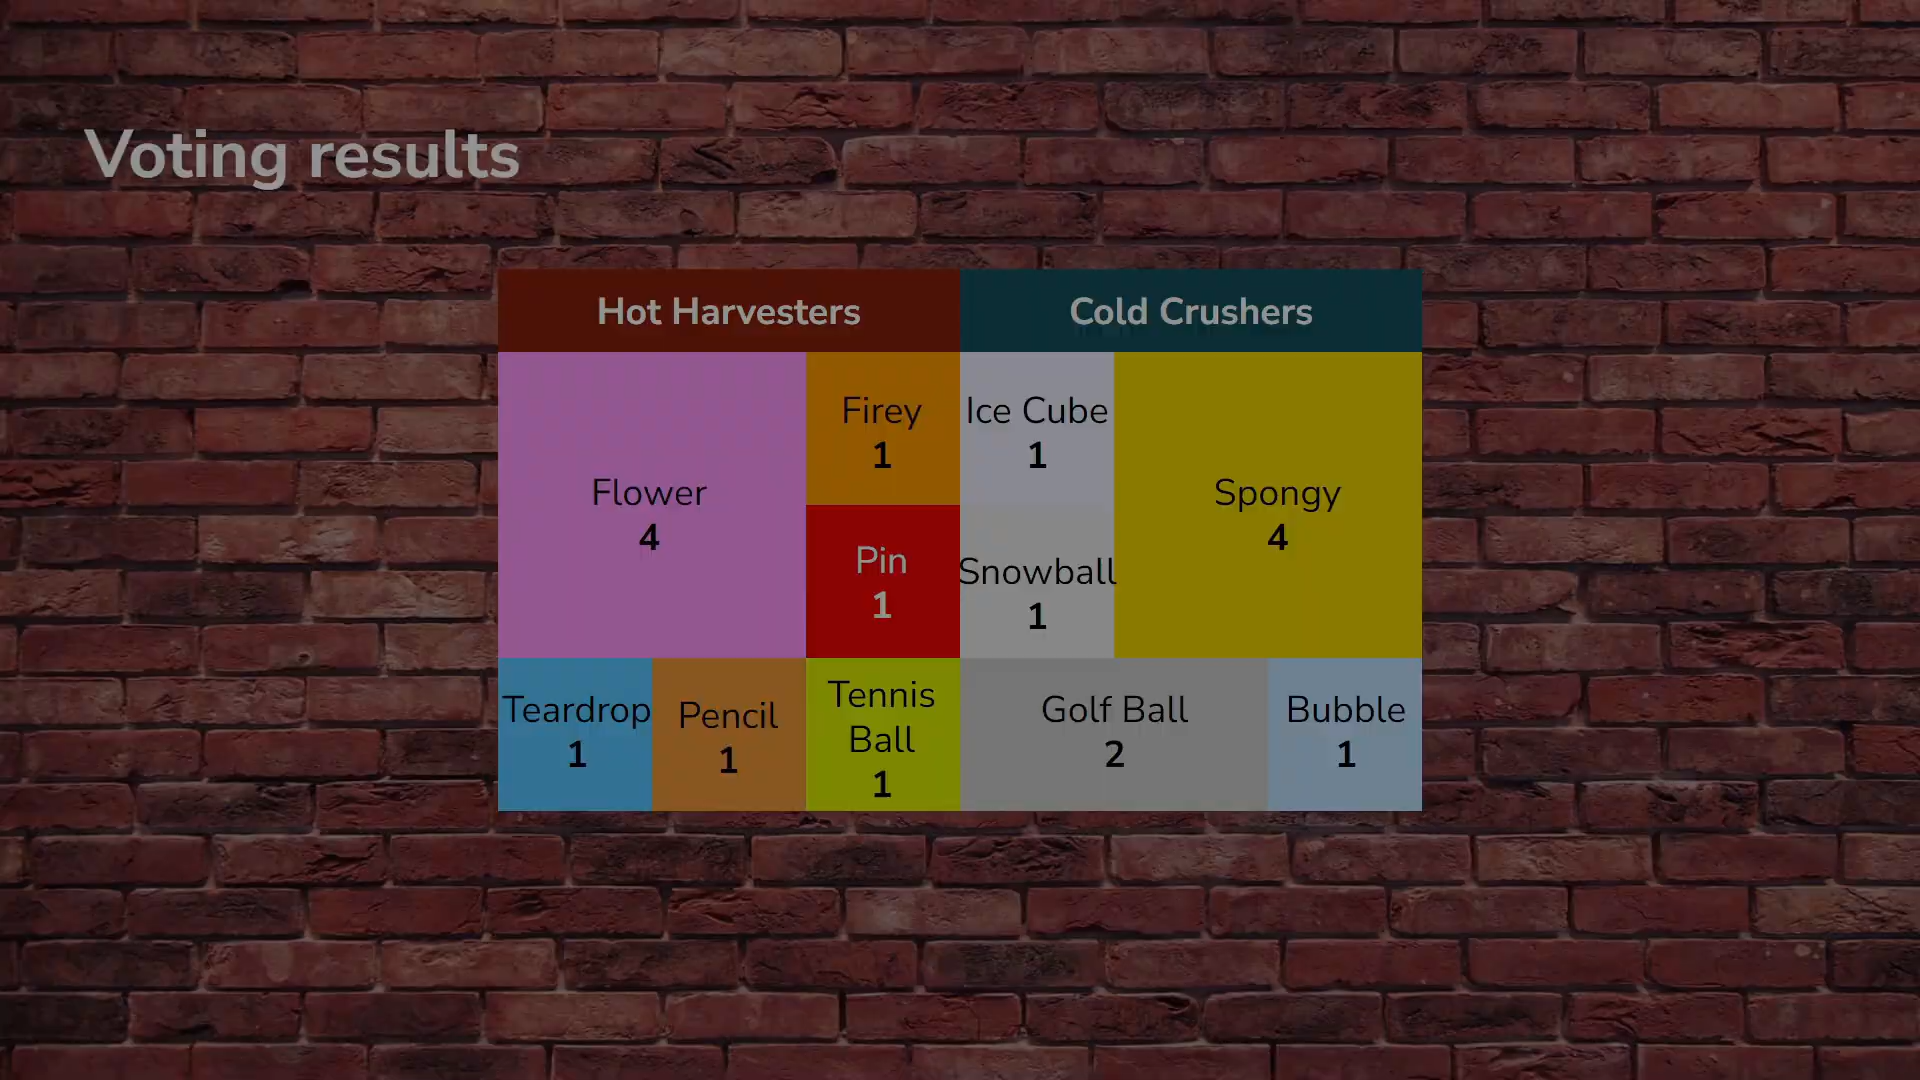 Voting results
Hot Harvesters
Cold Crushers
Flower
4
Firey
1
Pin
1
Ice Cube
1
Snowball
1
Spongy
4
Teardrop
1
Pencil
1
Tennis
Ball
1
Golf Ball
2
Bubble
1